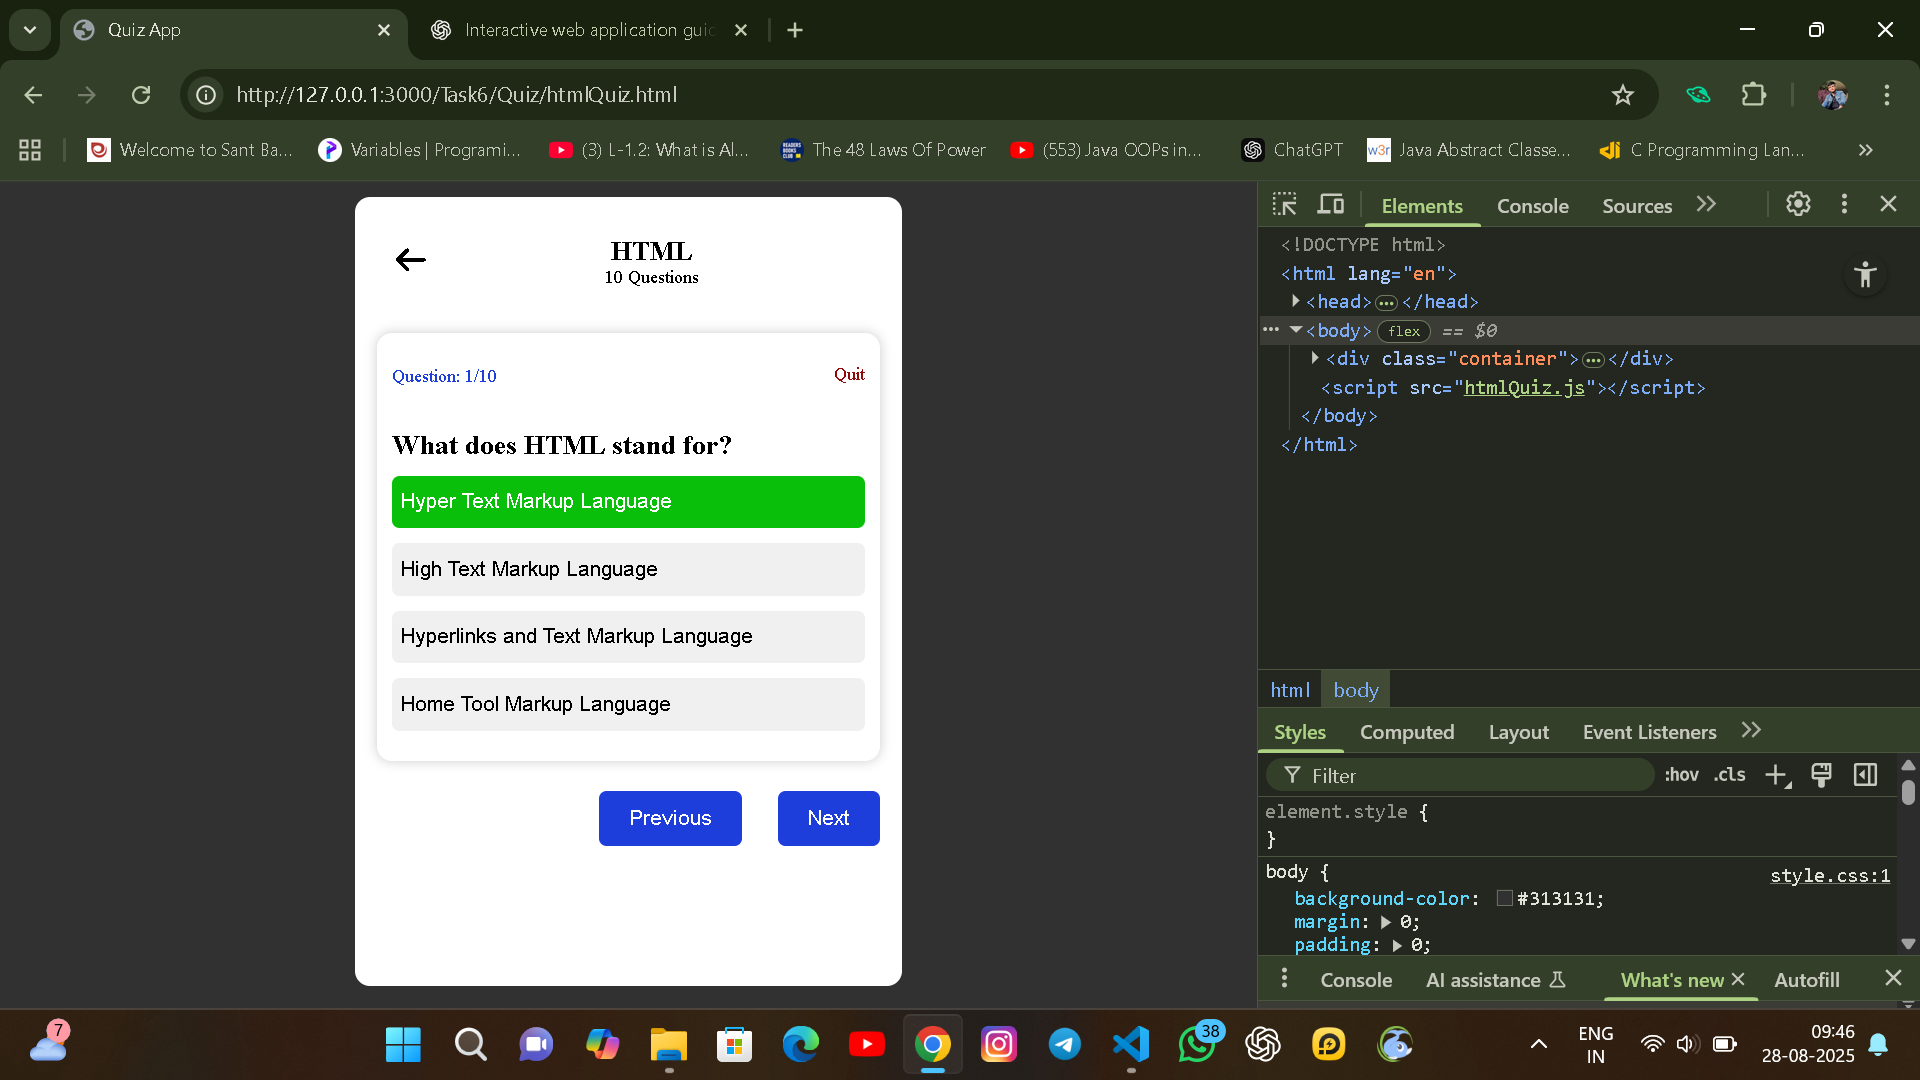 Quiz App
Interactive web application guid
http://127.0.0.1:3000/Task6/Quiz/htmlQuiz.html
Welcome to Sant Ba...
Variables | Programi...
(3) L-1.2: What is Al...
READERS BOOKS CLUB
The 48 Laws Of Power
(553) Java OOPs in...
ChatGPT
w3r
Java Abstract Classe...
C Programming Lan...
HTML
10 Questions
Question: 1/10
Quit
What does HTML stand for?
Hyper Text Markup Language
High Text Markup Language
Hyperlinks and Text Markup Language
Home Tool Markup Language
Previous
Next
Elements
Console
Sources
<!DOCTYPE html>
<html lang="en">
<head>...</head>
... <body> flex == $0
<div class="container">...</div>
<script src="htmlQuiz.js"></script>
</body>
</html>
html
body
Styles
Computed
Layout
Event Listeners
Filter
:hov .cls
element.style {
}
body {
style.css:1
background-color: #313131;
margin: 0;
padding: 0;
Console
AI assistance
What's new
Autofill
7
38
ENG
IN
09:46
28-08-2025